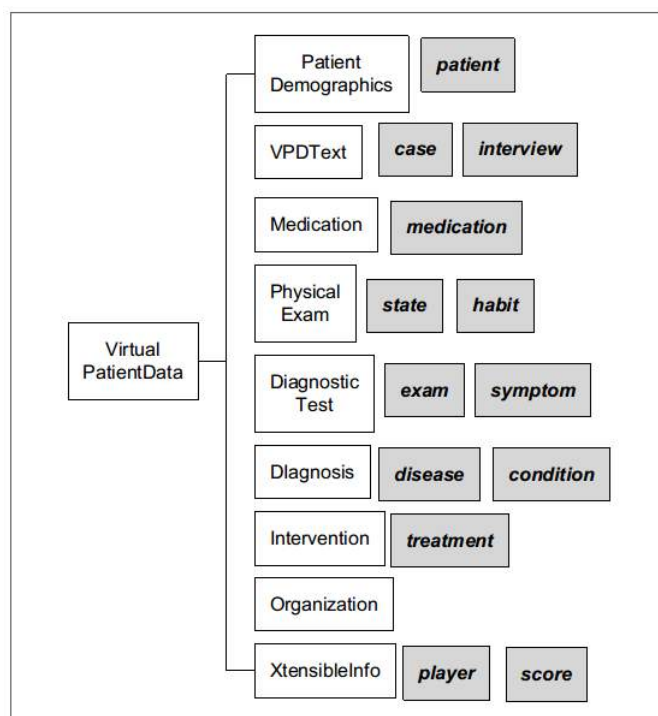 Patient
Demographics
patient
VPDText
case
interview
Medication
medication
Physical
Exam
state
habit
Virtual
PatientData
Diagnostic
Test
exam
symptom
DIagnosis
disease
condition
Intervention
treatment
Organization
XtensibleInfo
player
score